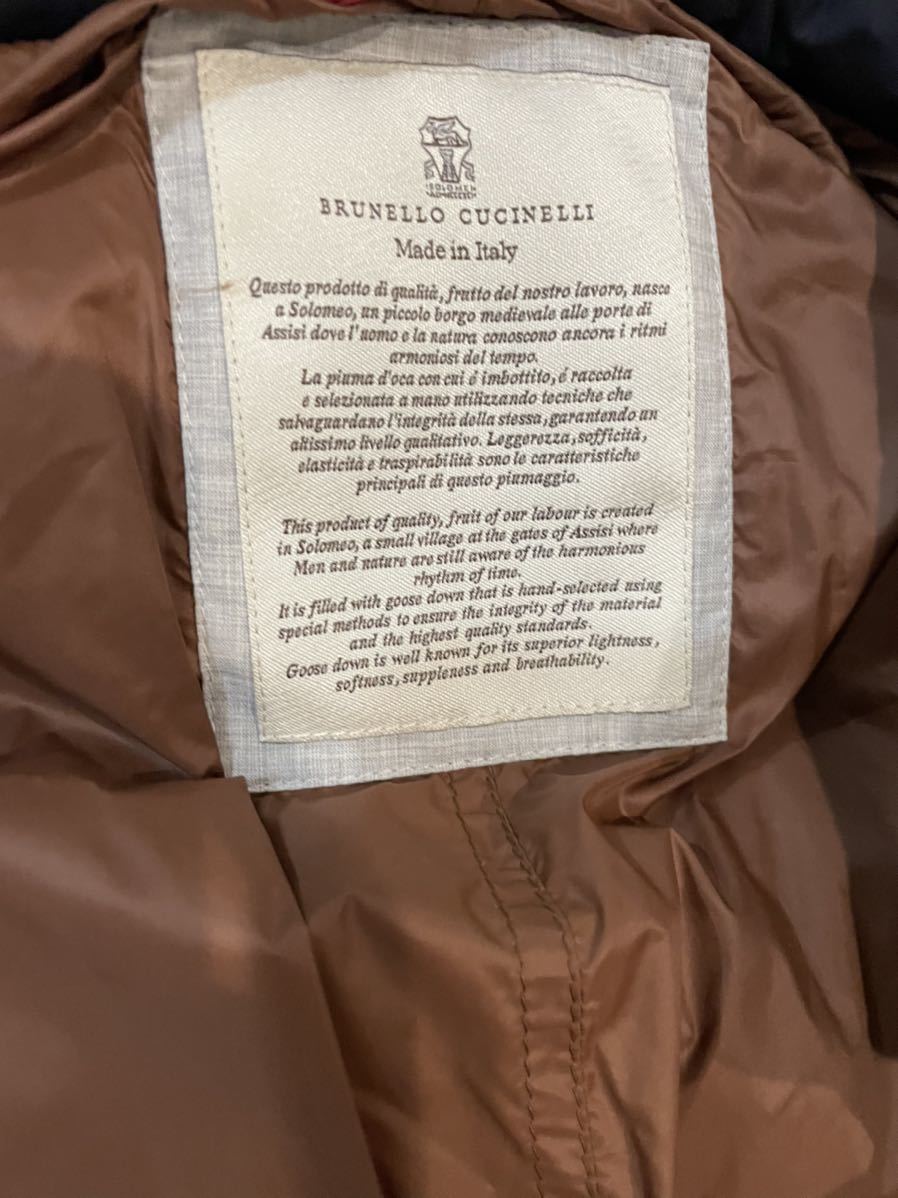 BRUNELLO CUCINELLI
Made in Italy
Questo prodotto di qualità, frutto del nostro lavoro, nasce
a Solomeo, un piccolo borgo medievale alle porte di
Assisi dove l'uomo e la natura conoscono ancora i ritmi
armoniosi del tempo.
La piuma d'oca con cui é imbottito, é raccolta
e selezionata a mano utilizzando tecniche che
salvaguardano l'integrità della stessa, garantendo un
altissimo livello qualitativo. Leggerezza, sofficità,
elasticità e traspirabilità sono le caratteristiche
principali di questo piumaggio.
This product of quality, fruit of our labour is created
in Solomeo, a small village at the gates of Assisi where
Men and nature are still aware of the harmonious
rhythm of time.
It is filled with goose down that is hand-selected using
special methods to ensure the integrity of the material
and the highest quality standards.
Goose down is well known for its superior lightness,
softness, suppleness and breathability.